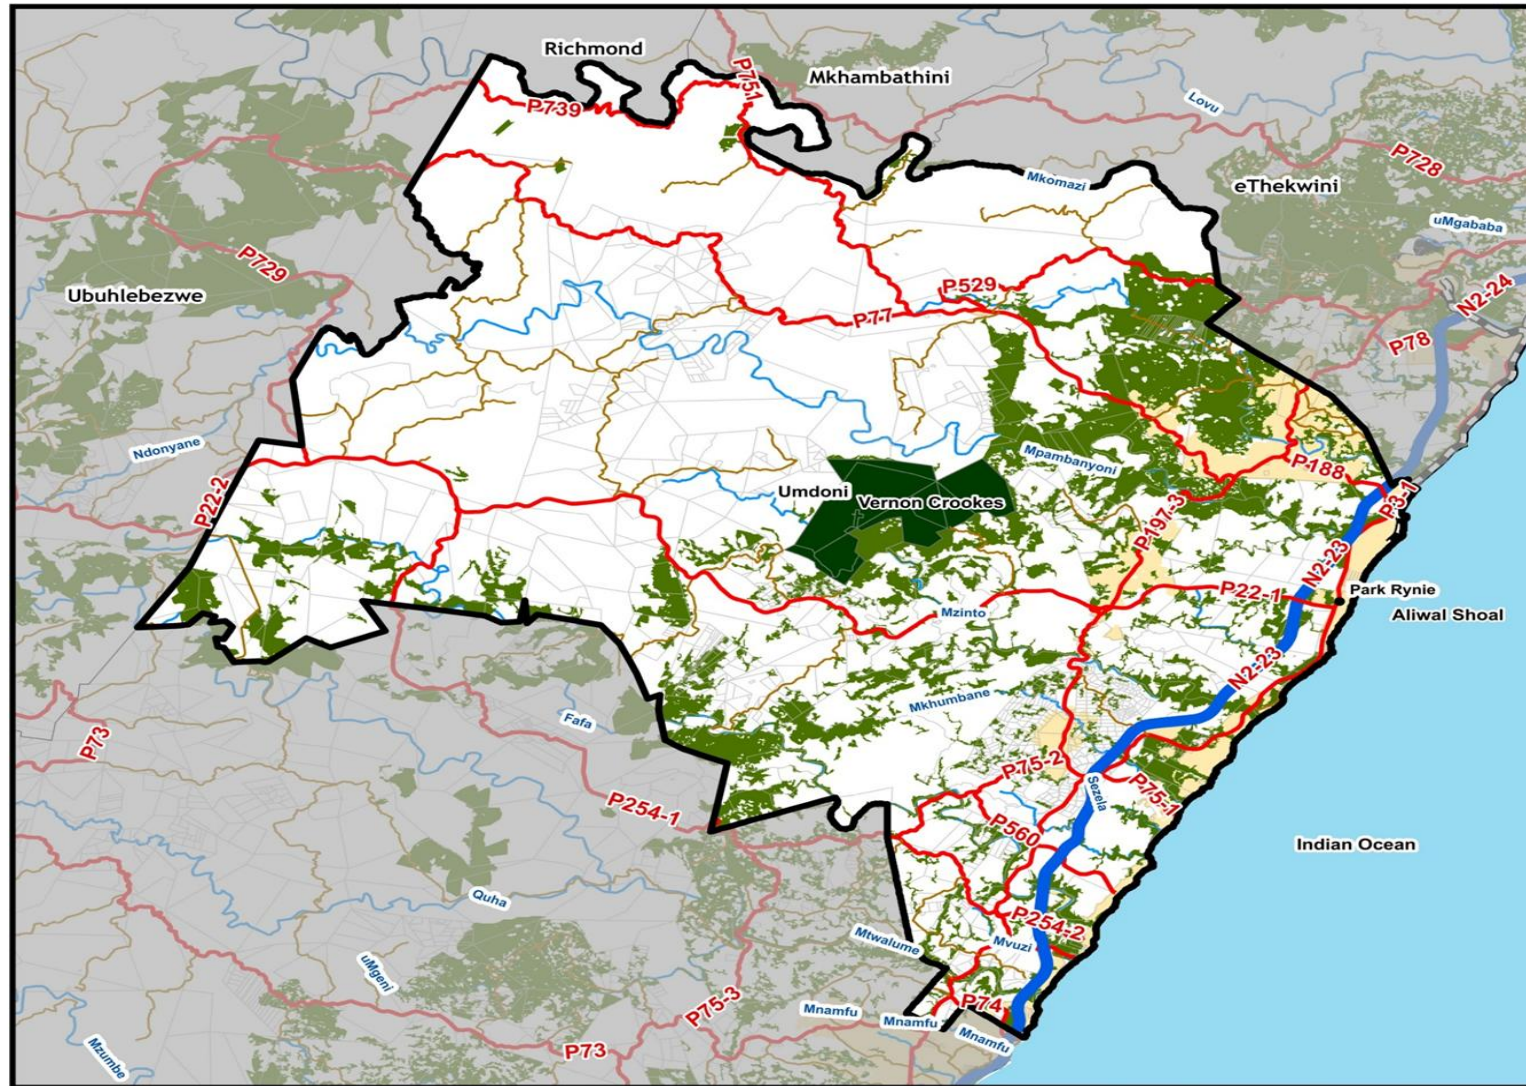 Richmond
Mkhambathini
P751
P739
Lovu
P728
Mkomazi
eThekwini
uMgababa
P729
Ubuhlebezwe
P529
N2-24
P77
P78
Ndonyane
Mpambanyoni
P188
P22-2
Umdoni
Vernon Crookes
P3-1
P197-3
N2-23
P22-1
Park Rynie
Mzinto
Aliwal Shoal
N2-23
Mkhumbane
Fafa
P73
P75-2
Sezela
P75-1
P254-1
P560
Indian Ocean
Quha
P254-2
Mtwalume
Mvuzi
uMgeni
P75-3
P74
Mnamfu
Mnamfu
Mnamfu
P73
Mzumbe